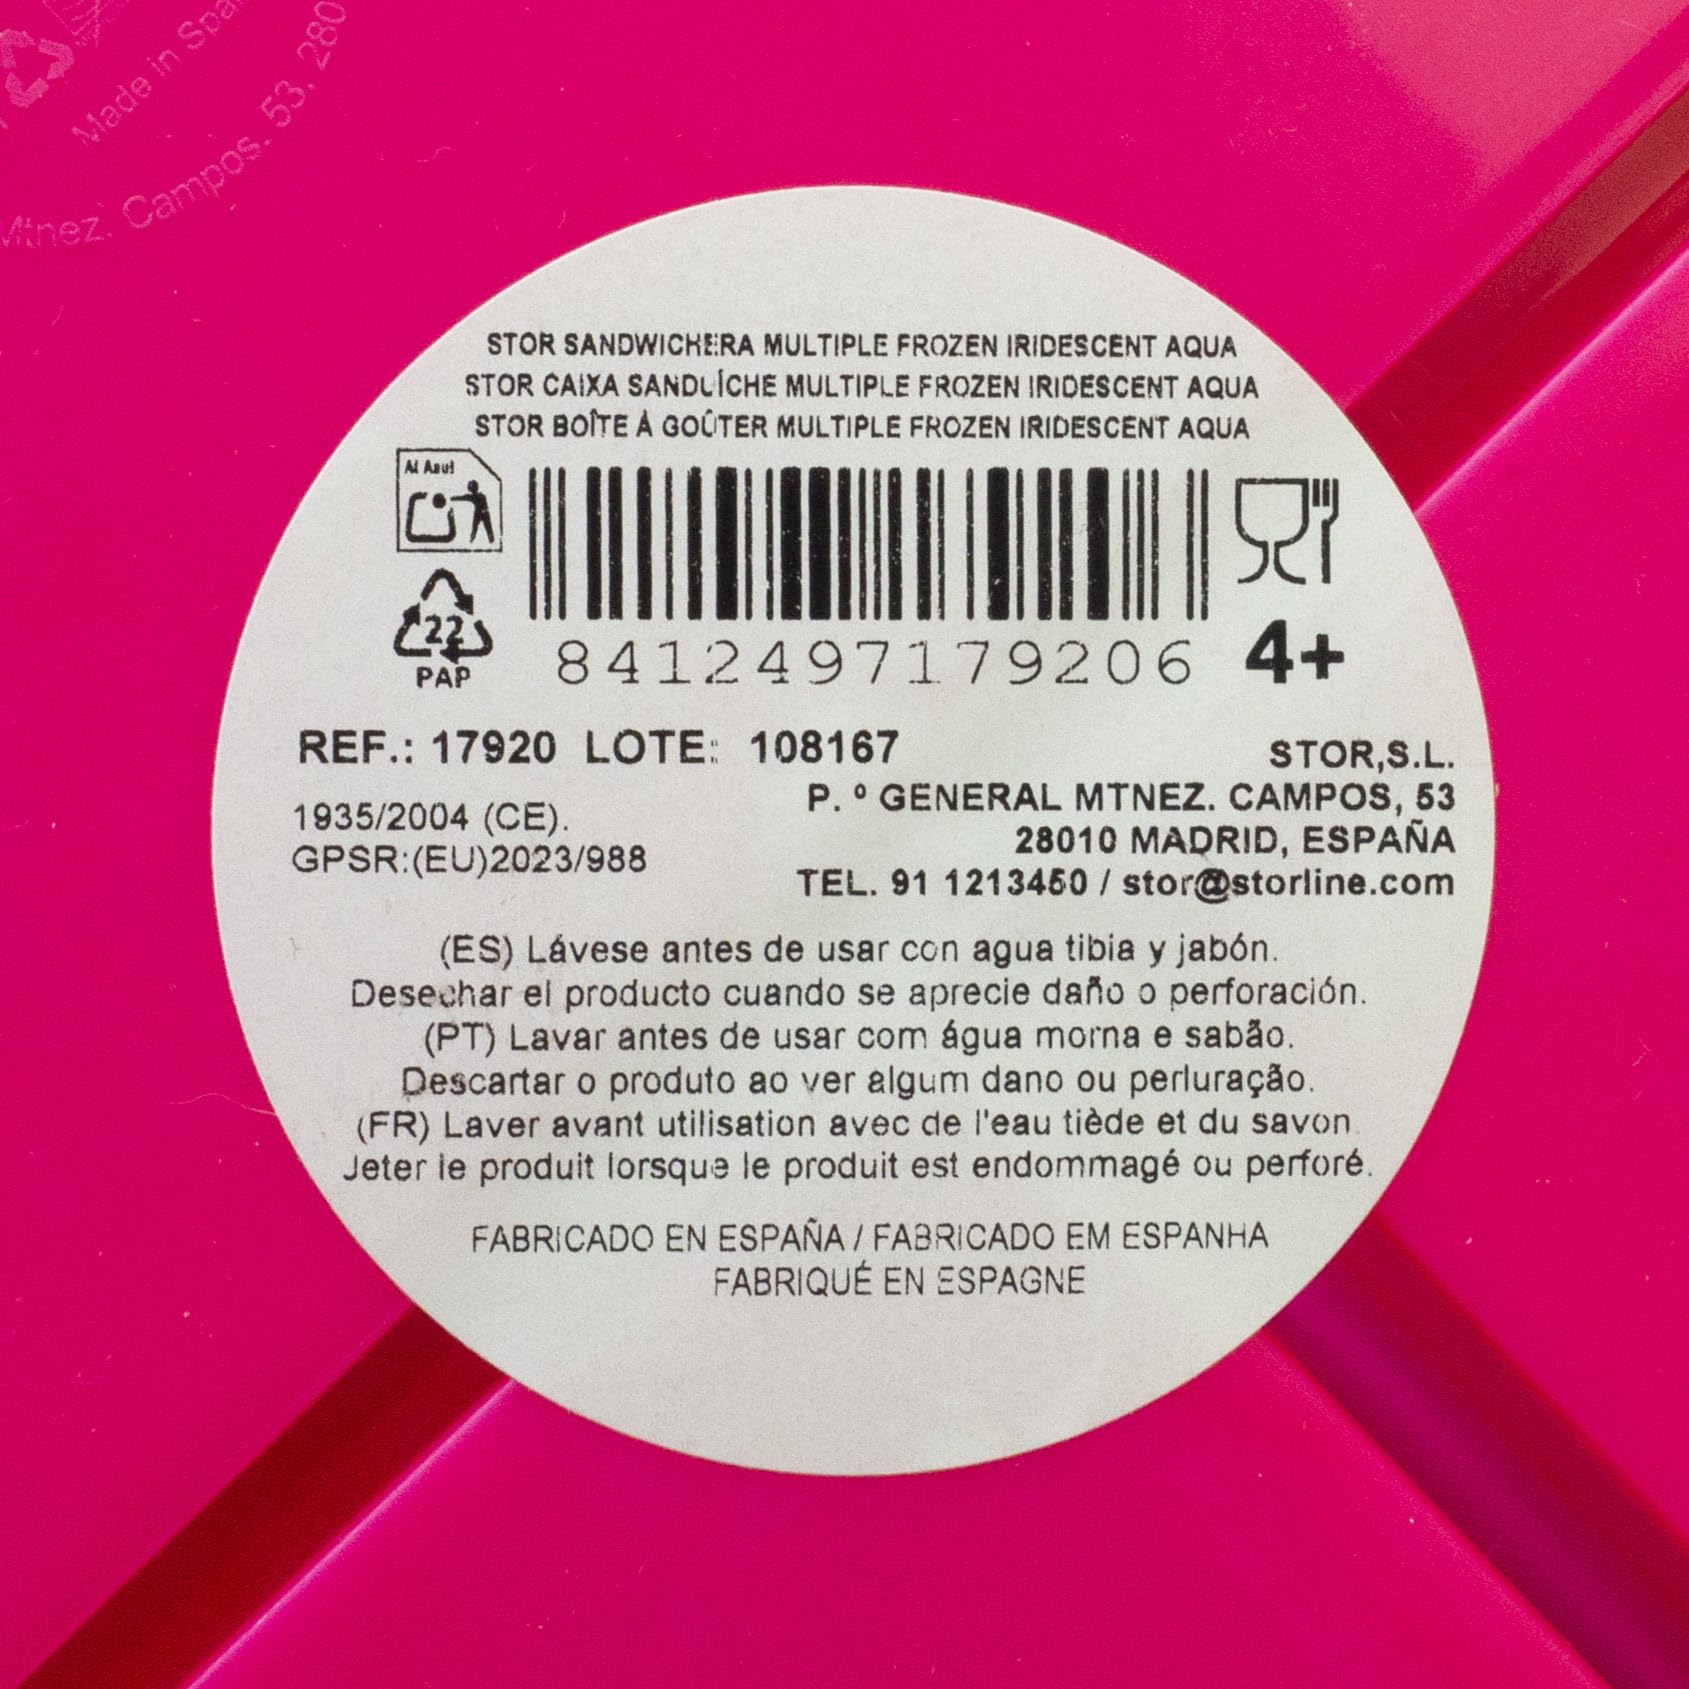 Made in Spa
Mtnez. Campos. 53. 280
STOR SANDWICHERA MULTIPLE FROZEN IRIDESCENT AQUA
STOR CAIXA SANDUÍCHE MULTIPLE FROZEN IRIDESCENT AQUA
STOR BOÎTE À GOÛTER MULTIPLE FROZEN IRIDESCENT AQUA
Al Azul
22
PAP
8412497179206
4+
REF.: 17920 LOTE: 108167
1935/2004 (CE).
GPSR:(EU)2023/988
STOR,S.L.
P. º GENERAL MTNEZ. CAMPOS, 53
28010 MADRID, ESPAÑA
TEL. 91 1213450 / stor@storline.com
(ES) Lávese antes de usar con agua tibia y jabón.
Desechar el producto cuando se aprecie daño o perforación.
(PT) Lavar antes de usar com água morna e sabão.
Descartar o produto ao ver algum dano ou perfuração.
(FR) Laver avant utilisation avec de l'eau tiède et du savon.
Jeter le produit lorsque le produit est endommagé ou perforé.
FABRICADO EN ESPAÑA / FABRICADO EM ESPANHA
FABRIQUÉ EN ESPAGNE